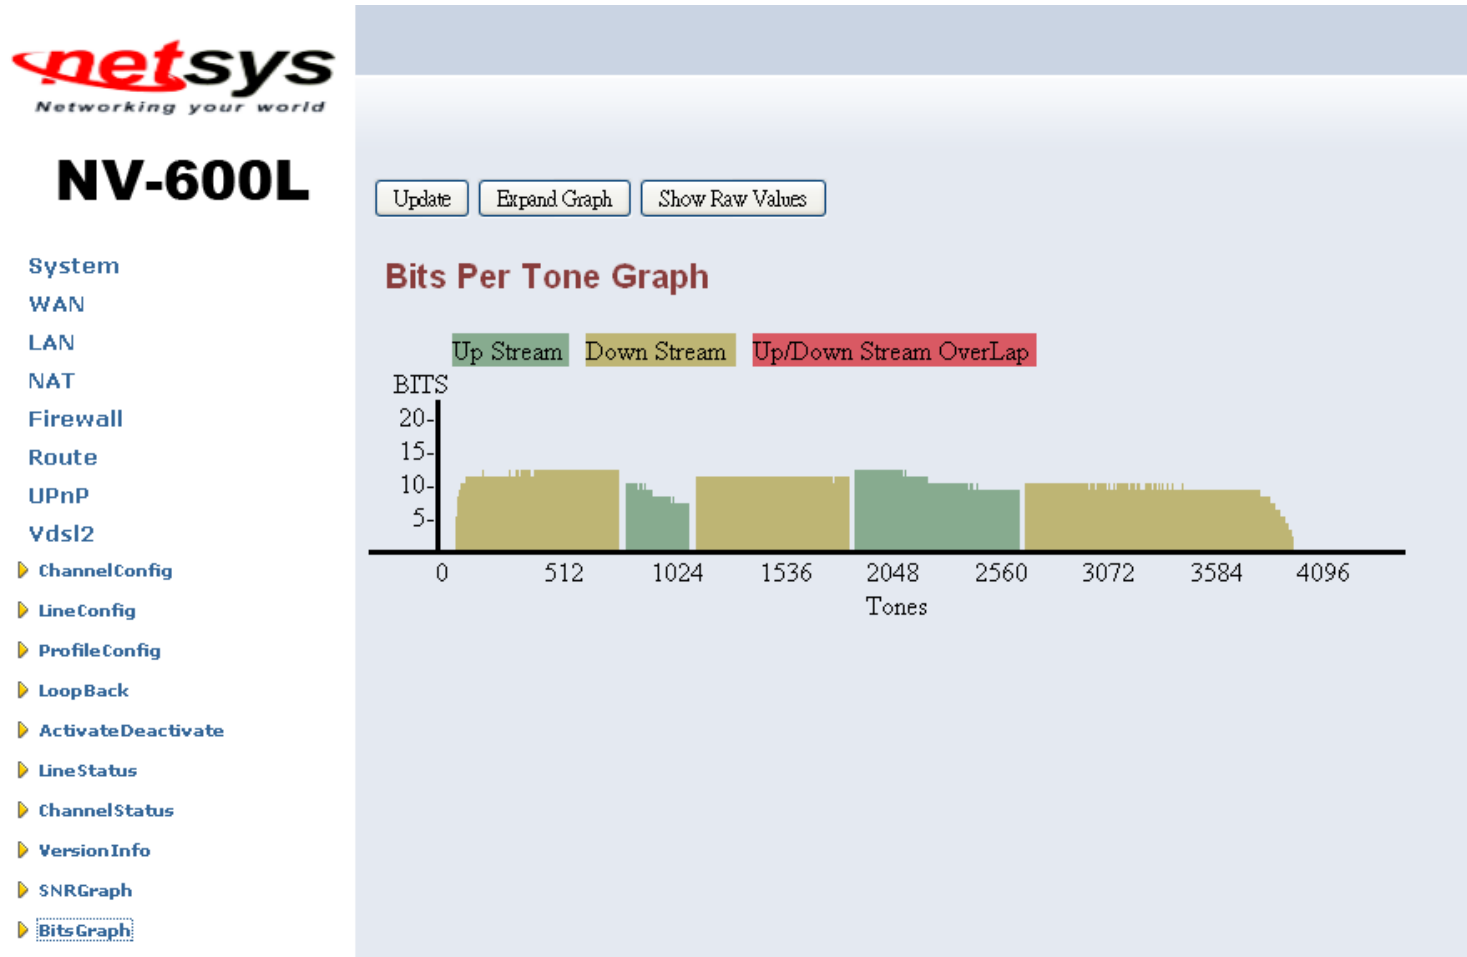 netsys
Networking your world
NV-600L
System
WAN
LAN
NAT
Firewall
Route
UPnP
Vdsl2
ChannelConfig
LineConfig
ProfileConfig
LoopBack
ActivateDeactivate
LineStatus
ChannelStatus
VersionInfo
SNRGraph
BitsGraph
Update Expand Graph Show Raw Values
Bits Per Tone Graph
Up Stream Down Stream Up/Down Stream OverLap
BITS
20-
15-
10-
5-
0 512 1024 1536 2048 2560 3072 3584 4096
Tones